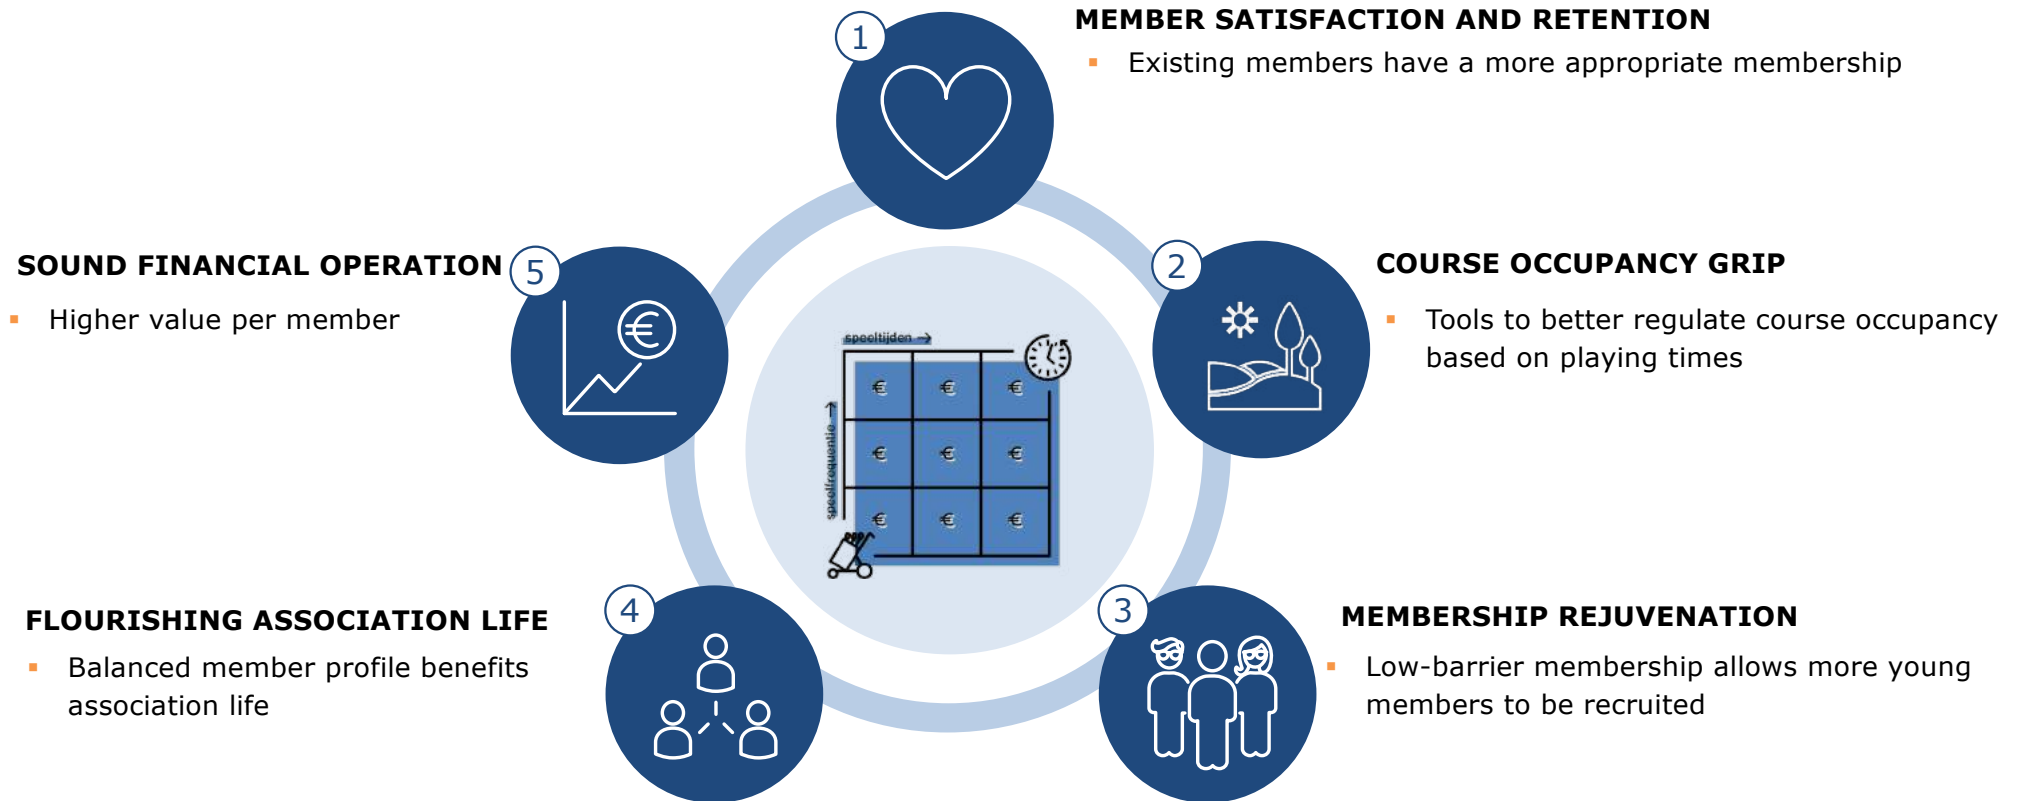 1
MEMBER SATISFACTION AND RETENTION
▪ Existing members have a more appropriate membership
2
COURSE OCCUPANCY GRIP
▪ Tools to better regulate course occupancy
based on playing times
3
MEMBERSHIP REJUVENATION
▪ Low-barrier membership allows more young
members to be recruited
4
FLOURISHING ASSOCIATION LIFE
▪ Balanced member profile benefits
association life
5
SOUND FINANCIAL OPERATION
▪ Higher value per member
€
speeltijden →
speelfrequentie →
€ € €
€ € €
€ € €